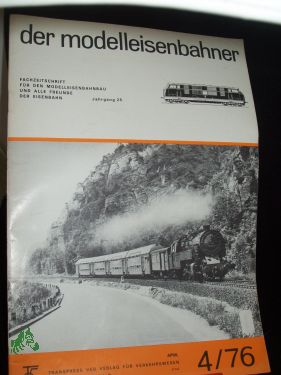 der modelleisenbahner
FACHZEITSCHRIFT
FÜR DEN MODELLEISENBAHNBAU
UND ALLE FREUNDE
DER EISENBAHN
Jahrgang 25
APRIL
TRANSPRESS VEB VERLAG FÜR VERKEHRSWESEN
4/76